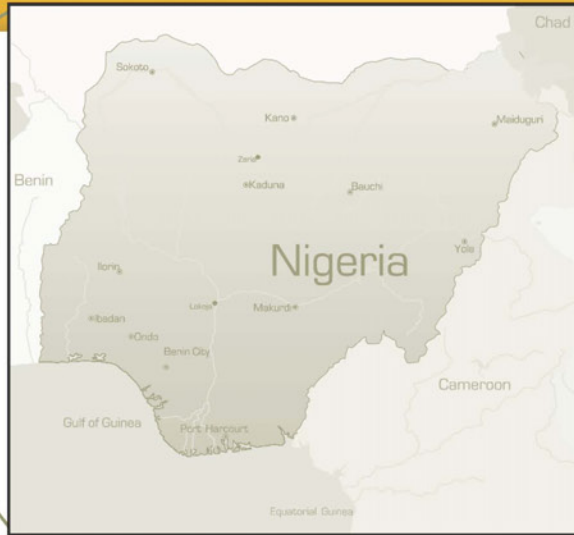 Chad
Sokoto
Kano
Maiduguri
Zaria
Benin
Kaduna
Bauchi
Yola
Nigeria
Ilorin
Lokoja
Makurdi
Ibadan
Ondo
Benin City
Cameroon
Gulf of Guinea
Port Harcourt
Equatorial Guinea